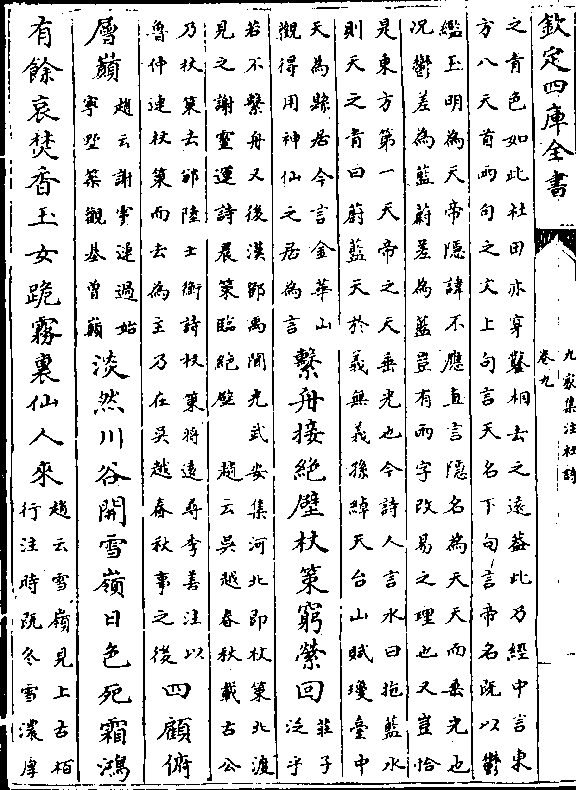 欽定四庫全書
九家集注杜詩
卷九
之青色如此杜田亦穿鑿相去之遠蓋此乃經中言東
方八天首兩句之文上句言天名下句言帝名既以鬱
繿玉明為天帝隱諱不應直言隱名為天天而垂光也
況鬱差為藍蔚差為藍豈有兩字改易之理也又豈恰
是東方第一天帝之天垂光也今詩人言水曰拖藍水
則天之青曰蔚藍天於義無義孫綽天台山賦瓊臺中
天為縣居今言金華山
觀得用神仙之居為言
繫舟接絶壁杖策窮縈回
莊子
泛乎
若不繫舟又後漢鄧禹聞光武安集河北即杖策北渡
見之謝靈運詩晨策臨絶壁 趙云吳越春秋載古公
乃杖策去邠陸士衡詩杖策將遠尋李善注以
魯仲連杖策而去為主乃在吳越春秋事之後
四顧俯
層巔
趙云謝靈運過始
寧墅築觀基曾巔
淡然川谷開雪嶺日色死霜鴻
有餘哀焚香玉女跪霧裏仙人來
趙云雪嶺見上古柏
行注時既冬雪濃厚